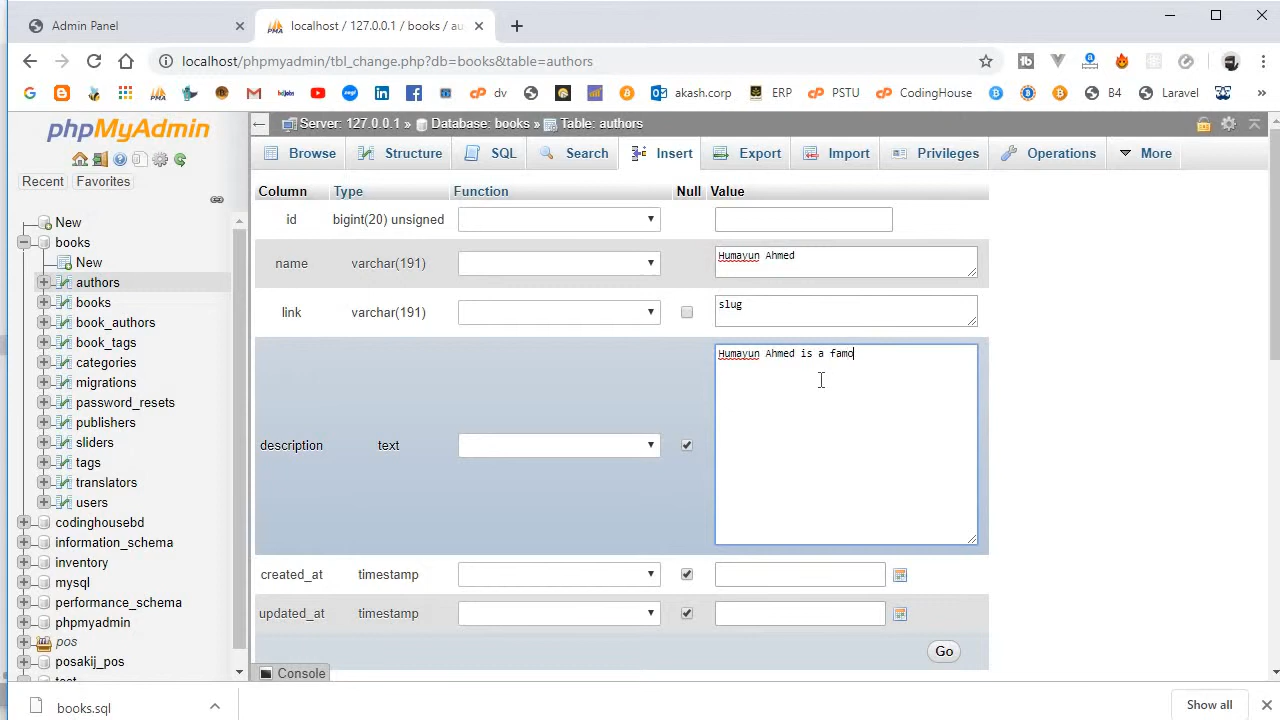 Admin Panel
localhost / 127.0.0.1 / books / au
localhost/phpmyadmin/tbl_change.php?db=books&table=authors
dv
akash.corp
ERP
PSTU
CodingHouse
B4
Laravel
phpMyAdmin
Recent
Favorites
New
books
New
authors
books
book_authors
book_tags
categories
migrations
password_resets
publishers
sliders
tags
translators
users
codinghousebd
information_schema
inventory
mysql
performance_schema
phpmyadmin
pos
posakij_pos
Server: 127.0.0.1 » Database: books » Table: authors
Browse
Structure
SQL
Search
Insert
Export
Import
Privileges
Operations
More
Column Type Function Null Value
id bigint(20) unsigned
name varchar(191) Humayun Ahmed
link varchar(191) slug
Humayun Ahmed is a famo
description text
created_at timestamp
updated_at timestamp
Go
Console
books.sql
Show all